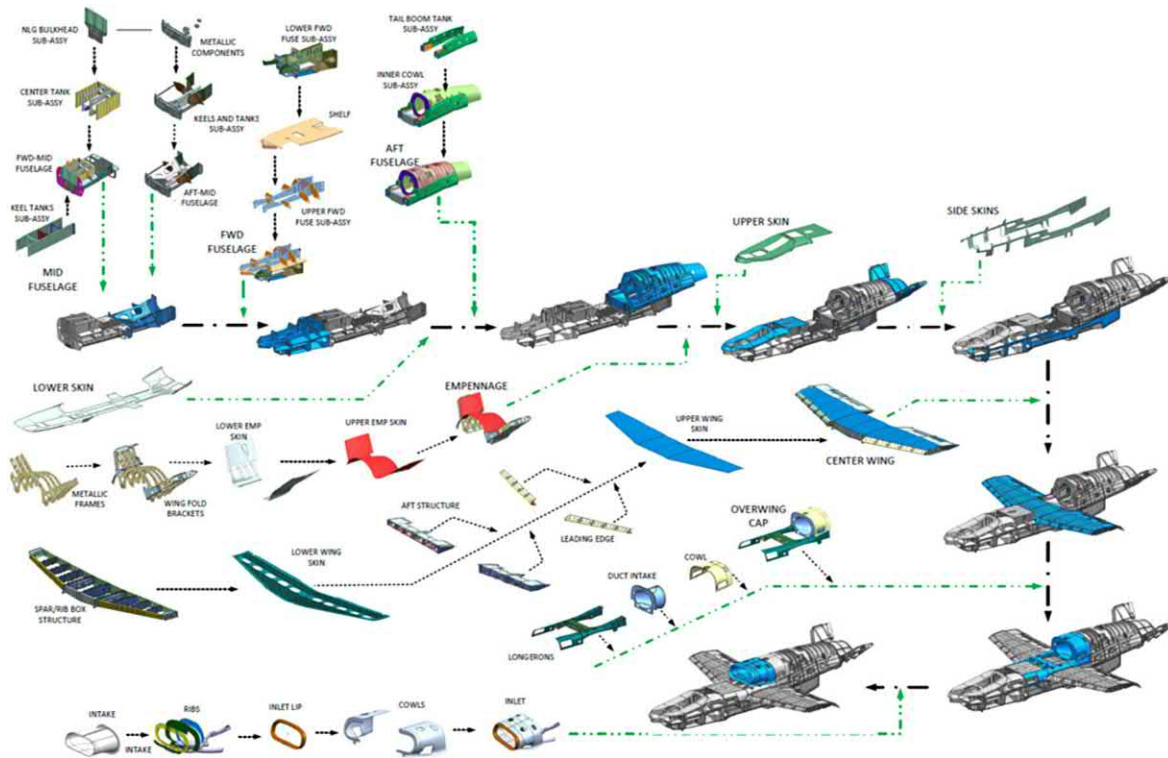 NLG BULKHEAD
SUB-ASSY
METALLIC
COMPONENTS
LOWER FWD
FUSE SUB-ASSY
TAIL BOOM TANK
SUB-ASSY
CENTER TANK
SUB-ASSY
KEELS AND TANKS
SUB-ASSY
SHELF
INNER COWL
SUB-ASSY
FWD-MID
FUSELAGE
AFT-MID
FUSELAGE
UPPER FWD
FUSE SUB-ASSY
AFT
FUSELAGE
KEEL TANKS
SUB-ASSY
MID
FUSELAGE
FWD
FUSELAGE
UPPER SKIN
SIDE SKINS
LOWER SKIN
EMPENNAGE
METALLIC
FRAMES
WING FOLD
BRACKETS
LOWER EMP
SKIN
UPPER EMP SKIN
UPPER WING
SKIN
CENTER WING
SPAR/RIB BOX
STRUCTURE
LOWER WING
SKIN
AFT STRUCTURE
LEADING EDGE
OVERWING
CAP
COWL
DUCT INTAKE
LONGERONS
INTAKE
INTAKE
RIBS
INLET LIP
COWLS
INLET